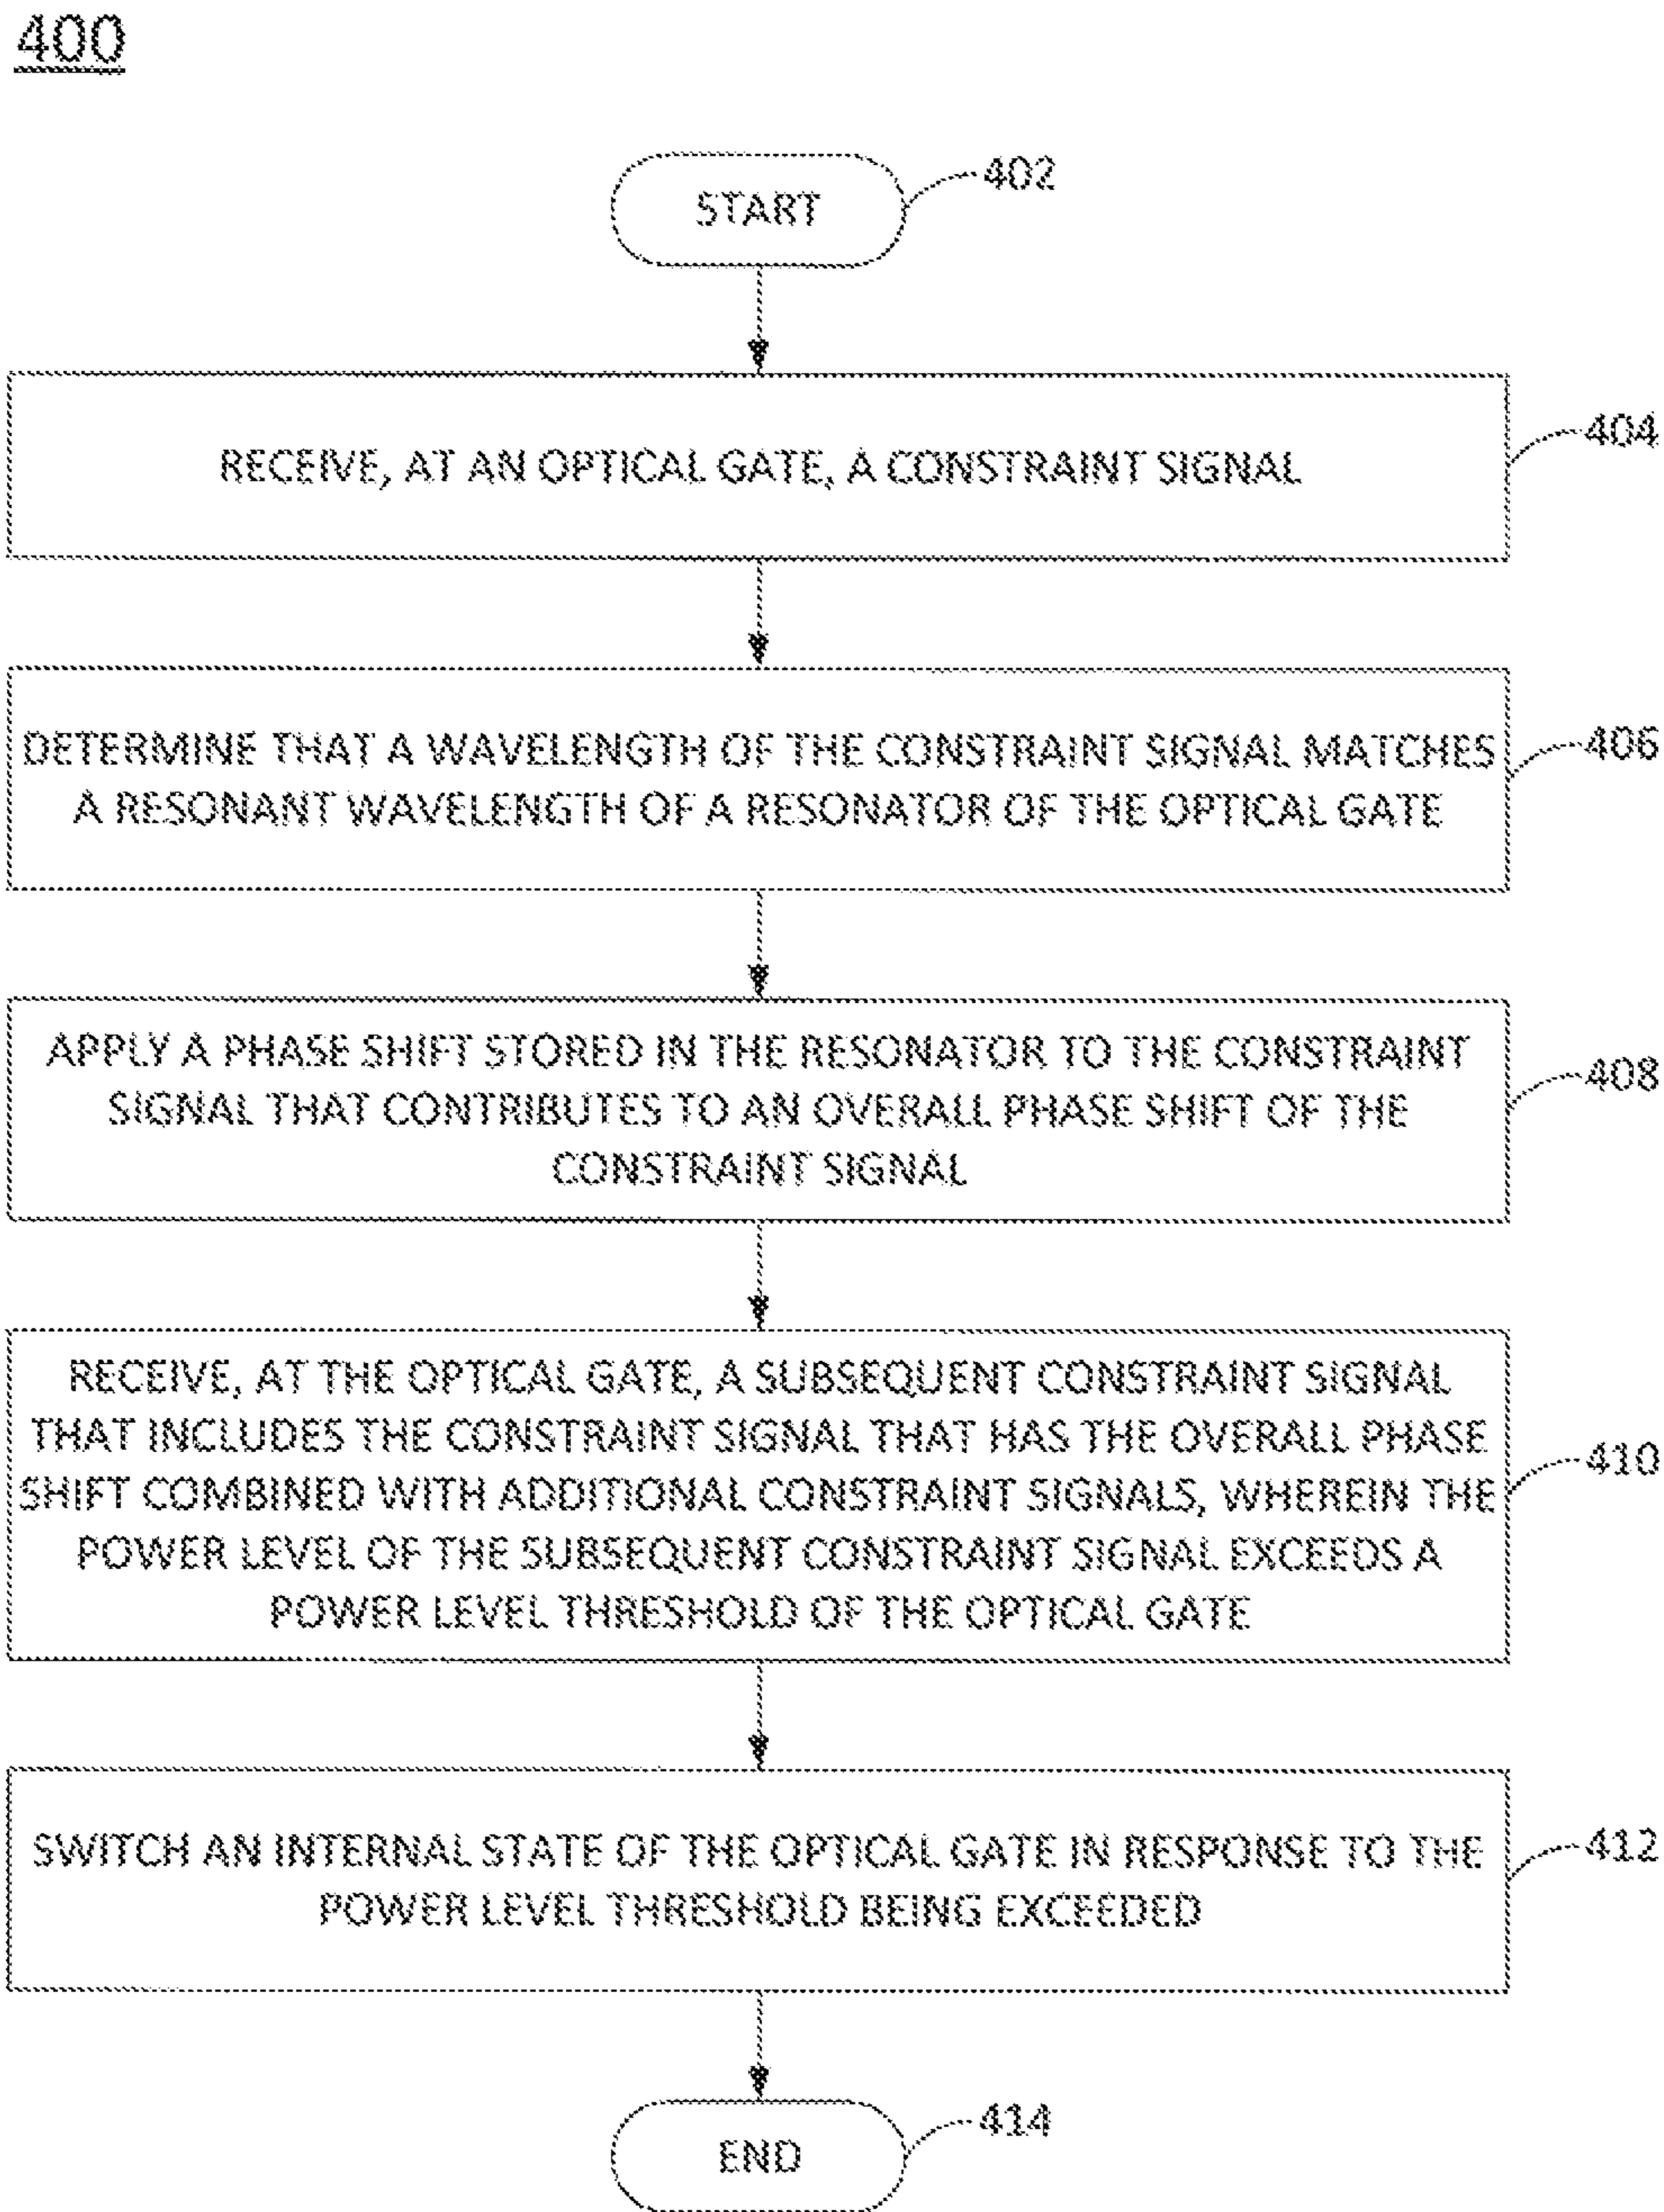 400
START
402
RECEIVE, AT AN OPTICAL GATE, A CONSTRAINT SIGNAL
404
DETERMINE THAT A WAVELENGTH OF THE CONSTRAINT SIGNAL MATCHES
A RESONANT WAVELENGTH OF A RESONATOR OF THE OPTICAL GATE
406
APPLY A PHASE SHIFT STORED IN THE RESONATOR TO THE CONSTRAINT
SIGNAL THAT CONTRIBUTES TO AN OVERALL PHASE SHIFT OF THE
CONSTRAINT SIGNAL
408
RECEIVE, AT THE OPTICAL GATE, A SUBSEQUENT CONSTRAINT SIGNAL
THAT INCLUDES THE CONSTRAINT SIGNAL THAT HAS THE OVERALL PHASE
SHIFT COMBINED WITH ADDITIONAL CONSTRAINT SIGNALS, WHEREIN THE
POWER LEVEL OF THE SUBSEQUENT CONSTRAINT SIGNAL EXCEEDS A
POWER LEVEL THRESHOLD OF THE OPTICAL GATE
410
SWITCH AN INTERNAL STATE OF THE OPTICAL GATE IN RESPONSE TO THE
POWER LEVEL THRESHOLD BEING EXCEEDED
412
END
414